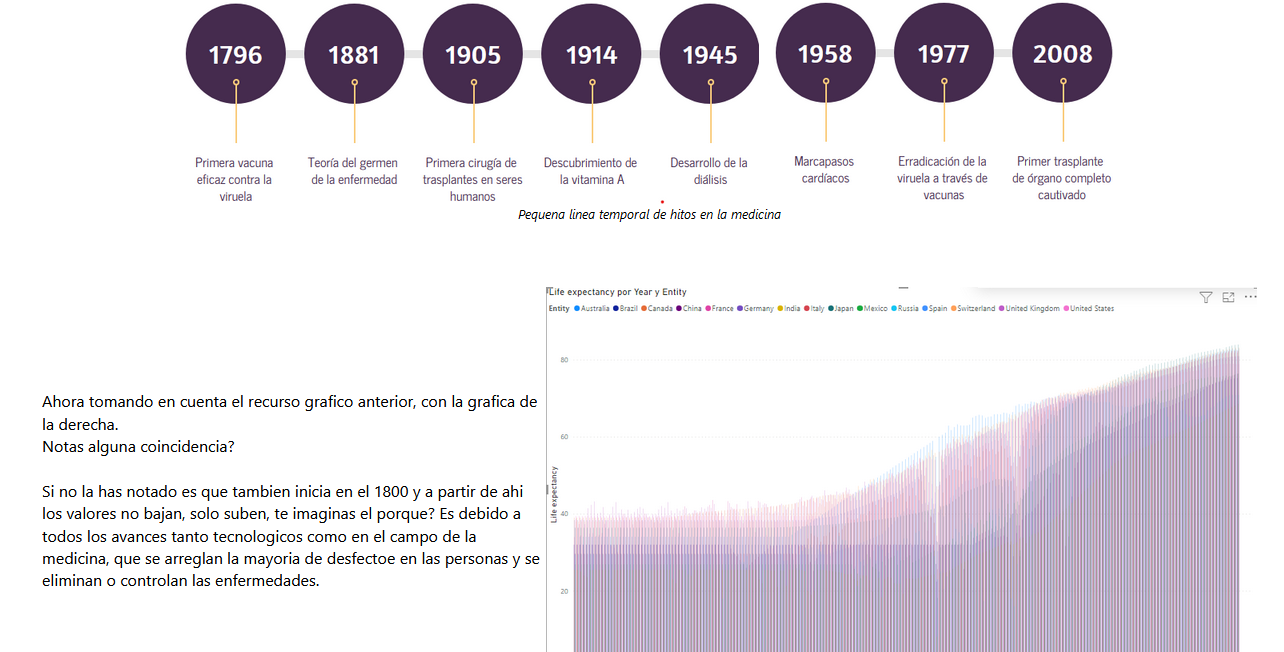 1796
1881
1905
1914
1945
1958
1977
2008
Primera vacuna
eficaz contra la
viruela
Teoría del germen
de la enfermedad
Primera cirugía de
trasplantes en seres
humanos
Descubrimiento de
la vitamina A
Desarrollo de la
diálisis
Marcapasos
cardíacos
Erradicación de la
viruela a través de
vacunas
Primer trasplante
de órgano completo
cautivado
Pequena linea temporal de hitos en la medicina
Ahora tomando en cuenta el recurso grafico anterior, con la grafica de
la derecha.
Notas alguna coincidencia?
Si no la has notado es que tambien inicia en el 1800 y a partir de ahi
los valores no bajan, solo suben, te imaginas el porque? Es debido a
todos los avances tanto tecnologicos como en el campo de la
medicina, que se arreglan la mayoria de desfectoe en las personas y se
eliminan o controlan las enfermedades.
Life expectancy por Year y Entity
Entity Australia Brazil Canada China France Germany India Italy Japan Mexico Russia Spain Switzerland United Kingdom United States
80
60
40
20
Life expectancy